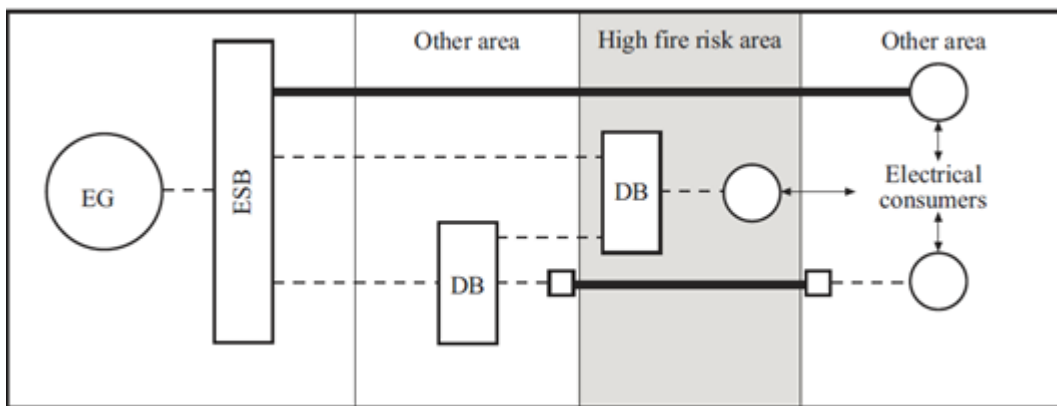 Other area
High fire risk area
Other area
EG
ESB
DB
DB
Electrical
consumers